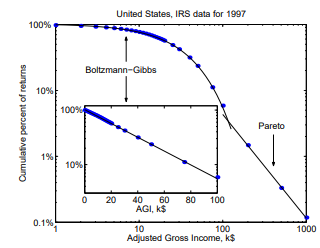 United States, IRS data for 1997
100%
10%
1%
0.1%
Cumulative percent of returns
Boltzmann−Gibbs
Pareto
100%
10%
0 20 40 60 80 100
AGI, k$
1 10 100 1000
Adjusted Gross Income, k$